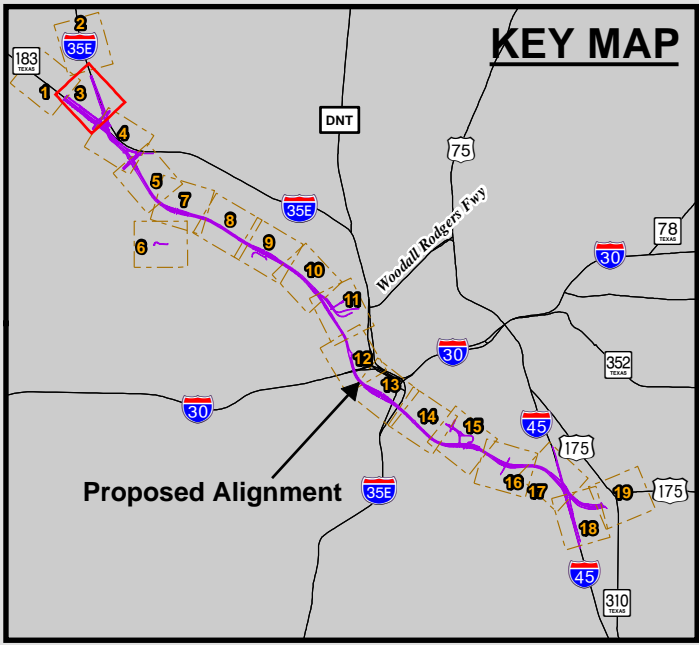 KEY MAP
2
35E
183
TEXAS
1
3
4
DNT
75
5
7
35E
Woodall Rodgers Fwy
8
78
TEXAS
6
9
30
10
11
12
30
352
TEXAS
13
30
14
15
45
175
Proposed Alignment
35E
16
17
19
175
18
45
310
TEXAS